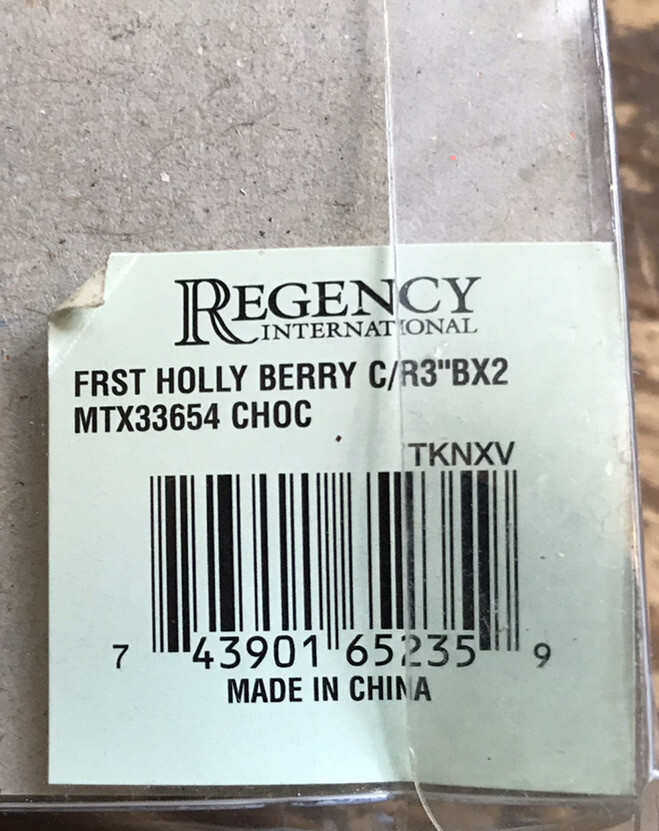 REGENCY
INTERNATIONAL
FRST HOLLY BERRY C/R3"BX2
MTX33654 CHOC
TKNXV
7 43901 65235 9
MADE IN CHINA